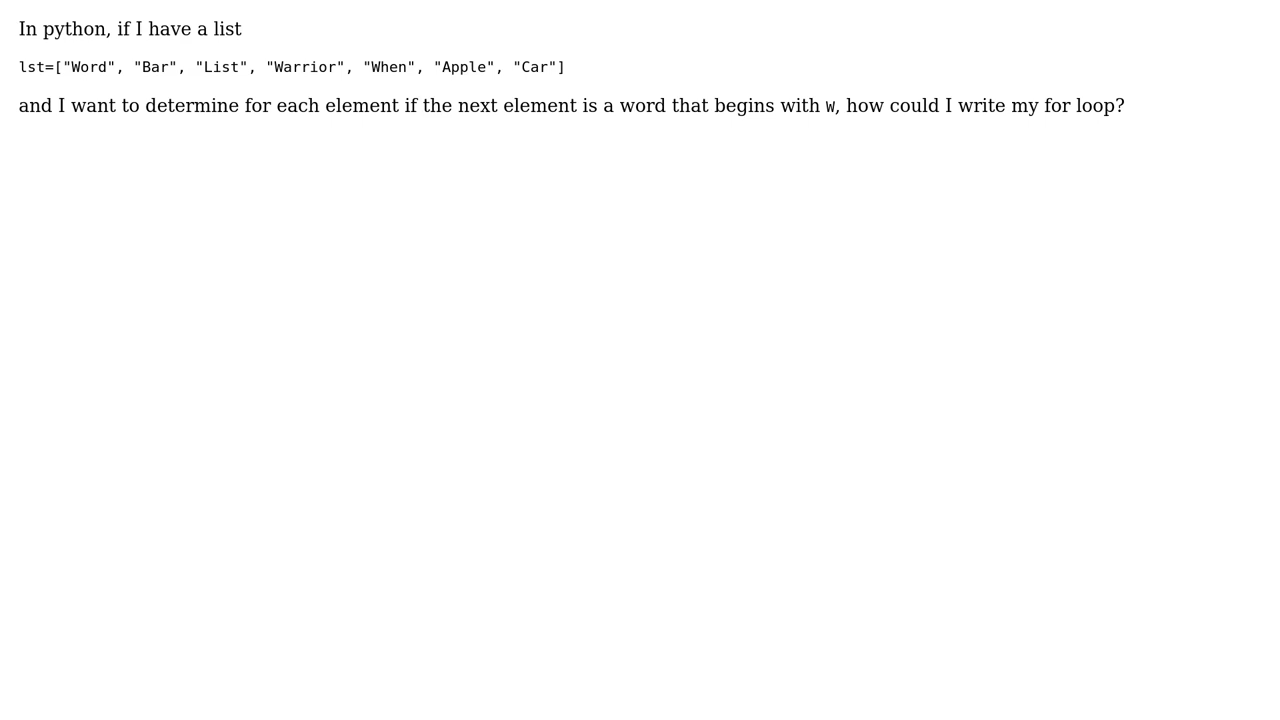 In python, if I have a list
lst=["Word", "Bar", "List", "Warrior", "When", "Apple", "Car"]
and I want to determine for each element if the next element is a word that begins with W, how could I write my for loop?